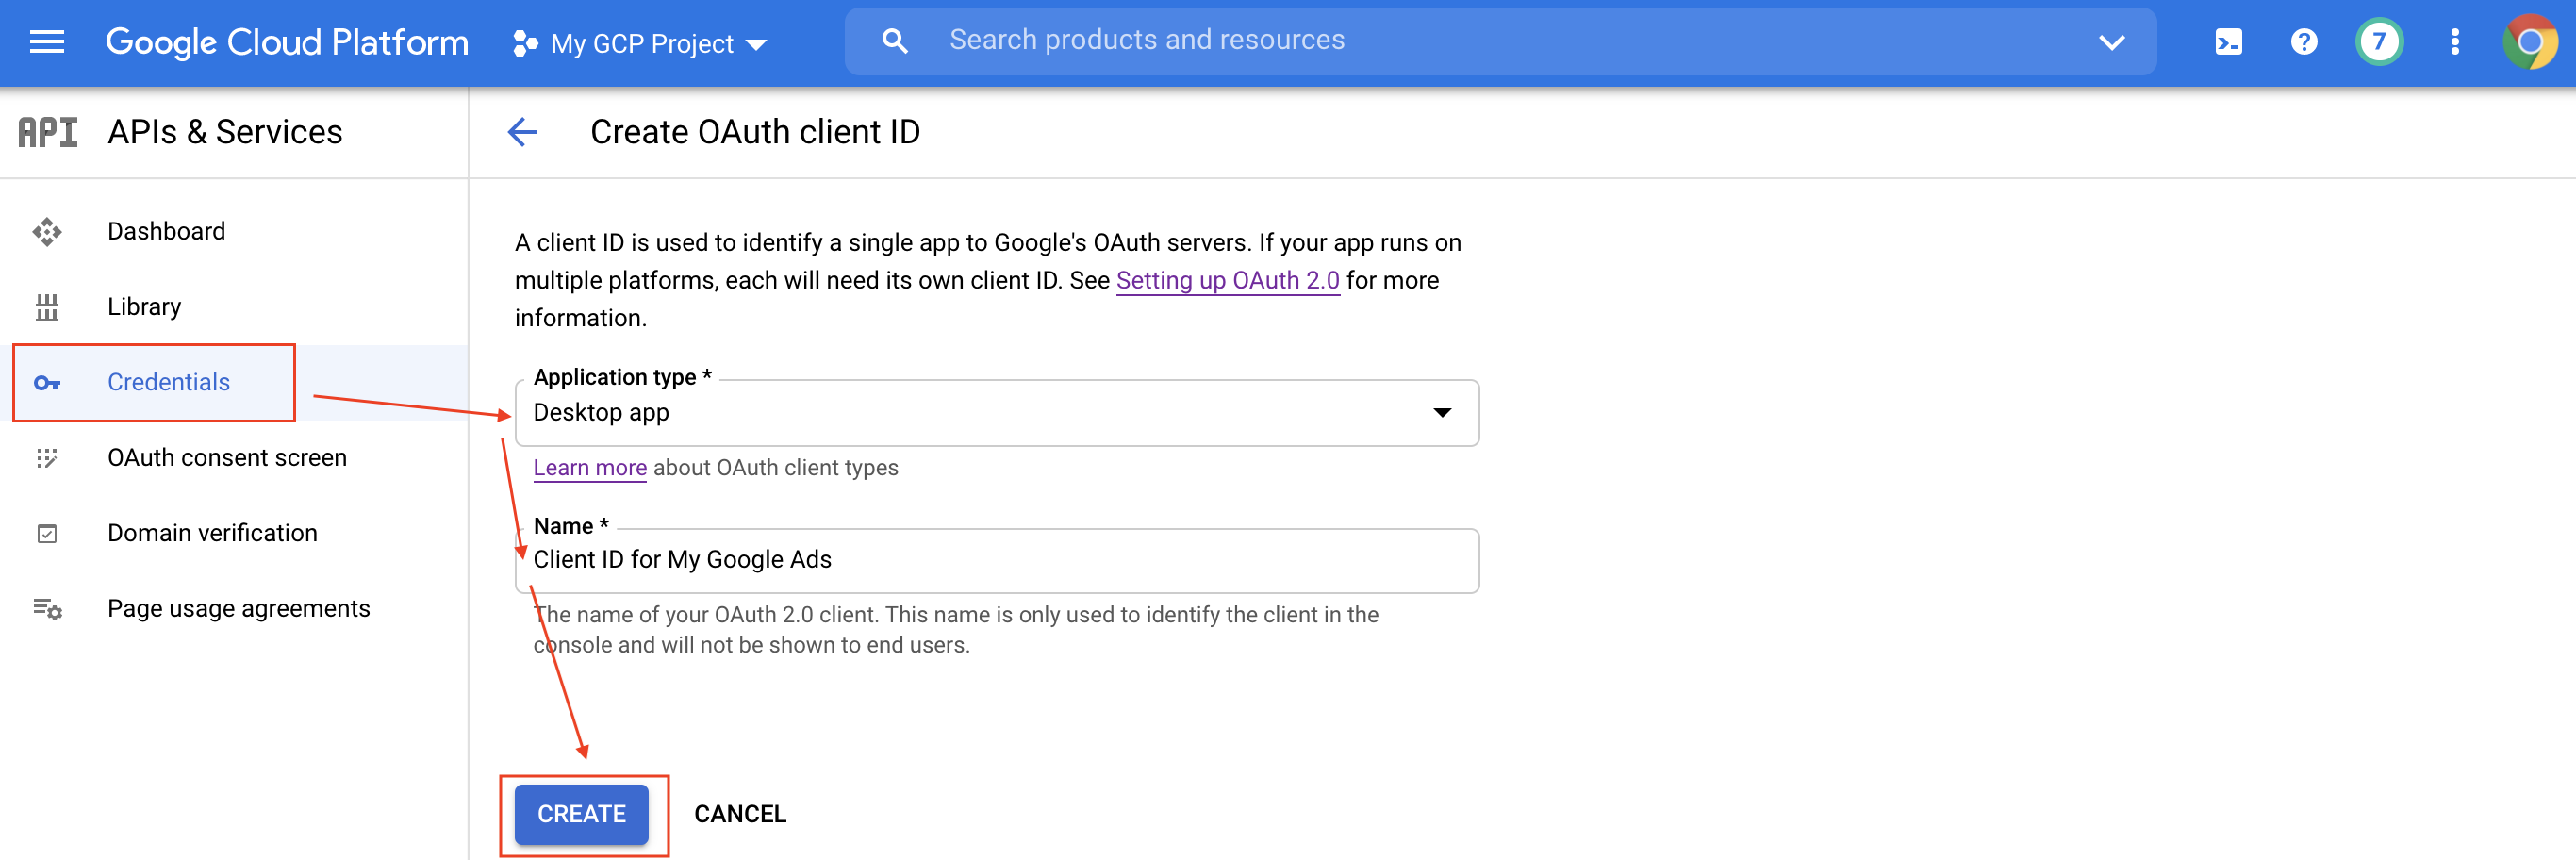 Google Cloud Platform
My GCP Project
Search products and resources
7
API
APIs & Services
Create OAuth client ID
Dashboard
Library
Credentials
OAuth consent screen
Domain verification
Page usage agreements
A client ID is used to identify a single app to Google's OAuth servers. If your app runs on
multiple platforms, each will need its own client ID. See Setting up OAuth 2.0 for more
information.
Application type *
Desktop app
Learn more about OAuth client types
Name *
Client ID for My Google Ads
The name of your OAuth 2.0 client. This name is only used to identify the client in the
console and will not be shown to end users.
CREATE
CANCEL